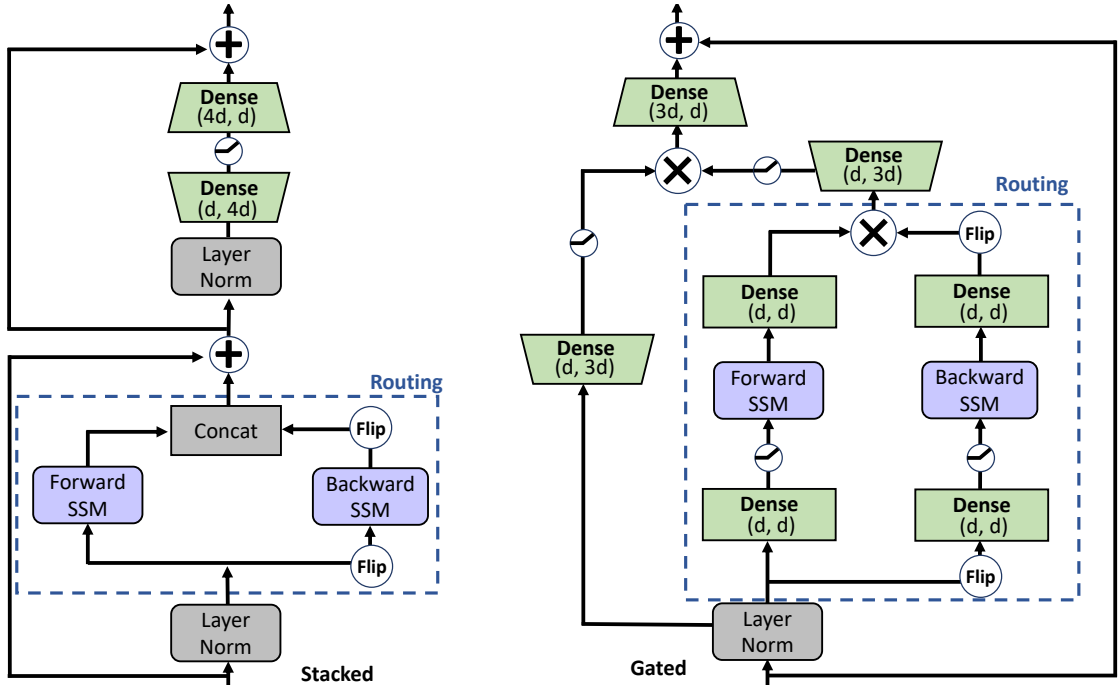 Dense
(4d, d)
Dense
(d, 4d)
Layer
Norm
Routing
Concat
Flip
Forward
SSM
Backward
SSM
Flip
Layer
Norm
Stacked
Dense
(3d, d)
Dense
(d, 3d)
Routing
Flip
Dense
(d, d)
Dense
(d, d)
Dense
(d, 3d)
Forward
SSM
Backward
SSM
Dense
(d, d)
Dense
(d, d)
Flip
Layer
Norm
Gated